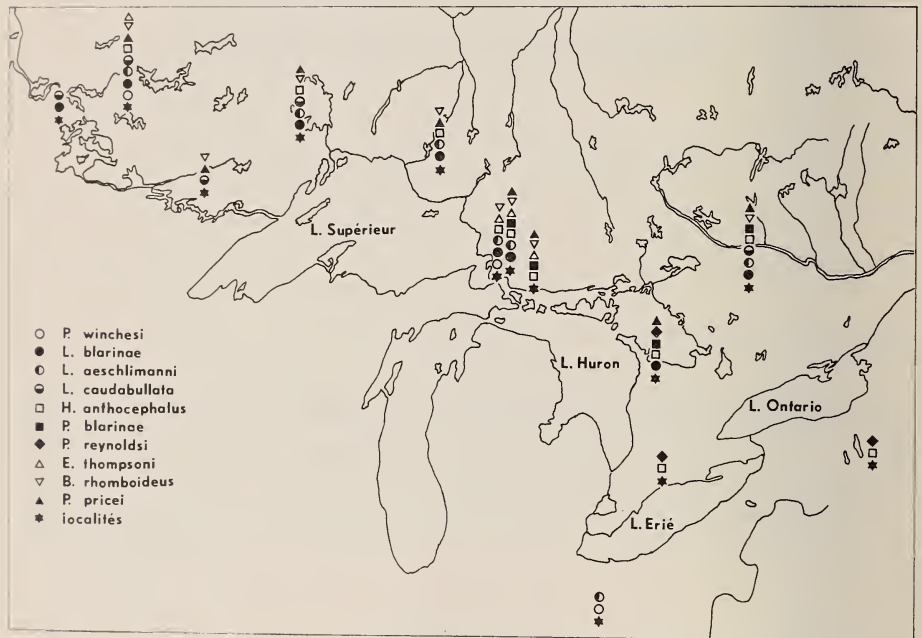 L. Supérieur
L. Huron
L. Ontario
L. Erié
P. winchesi
L. blarinae
L. aeschlimanni
L. caudabullata
H. anthocephalus
P. blarinae
P. reynoldsi
E. thompsoni
B. rhomboideus
P. pricei
localités